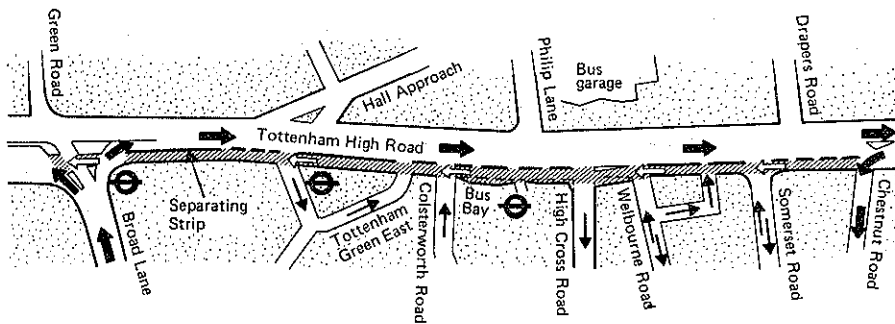 Green Road
Hall Approach
Philip Lane
Bus
garage
Drapers Road
Tottenham High Road
Broad Lane
Separating
Strip
Tottenham
Green East
Colsterworth Road
Bus
Bay
High Cross Road
Welbourne Road
Somerset Road
Chestnut Road